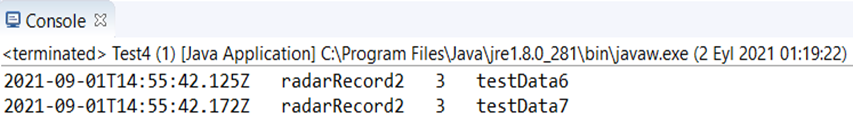 Console
<terminated> Test4 (1) [Java Application] C:\Program Files\Java\jre1.8.0_281\bin\javaw.exe (2 Eyl 2021 01:19:22)
2021-09-01T14:55:42.125Z radarRecord2 3 testData6
2021-09-01T14:55:42.172Z radarRecord2 3 testData7